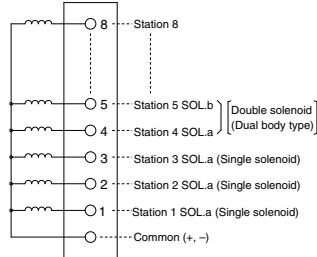 8 Station 8
5 Station 5 SOL.b
4 Station 4 SOL.a
Double solenoid
(Dual body type)
3 Station 3 SOL.a (Single solenoid)
2 Station 2 SOL.a (Single solenoid)
1 Station 1 SOL.a (Single solenoid)
Common (+, –)